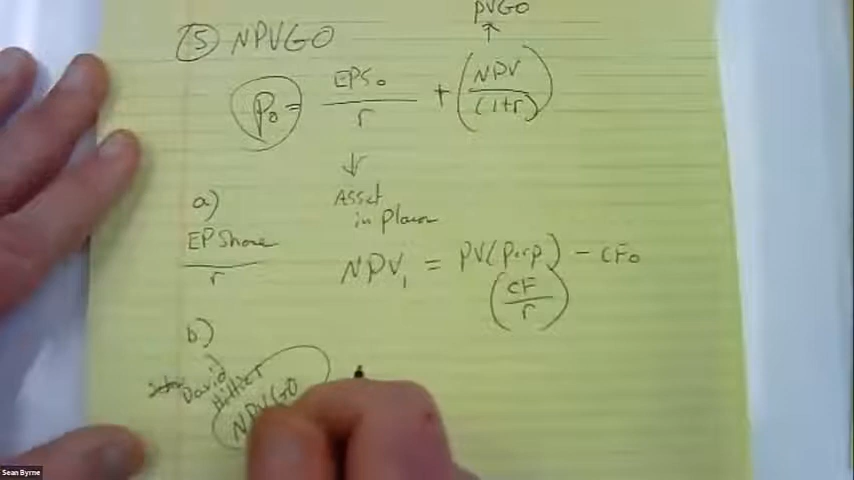 PVGO
↑
(5) NPVGO
P₀ = EPS₀ / r + (NPV / (1+r))
↓
Asset
in place
a)
EPShare / r
NPV₁ = PV(perp) - CF₀
(CF / r)
b)
David
Hillier
NPVGO
Sean Byrne